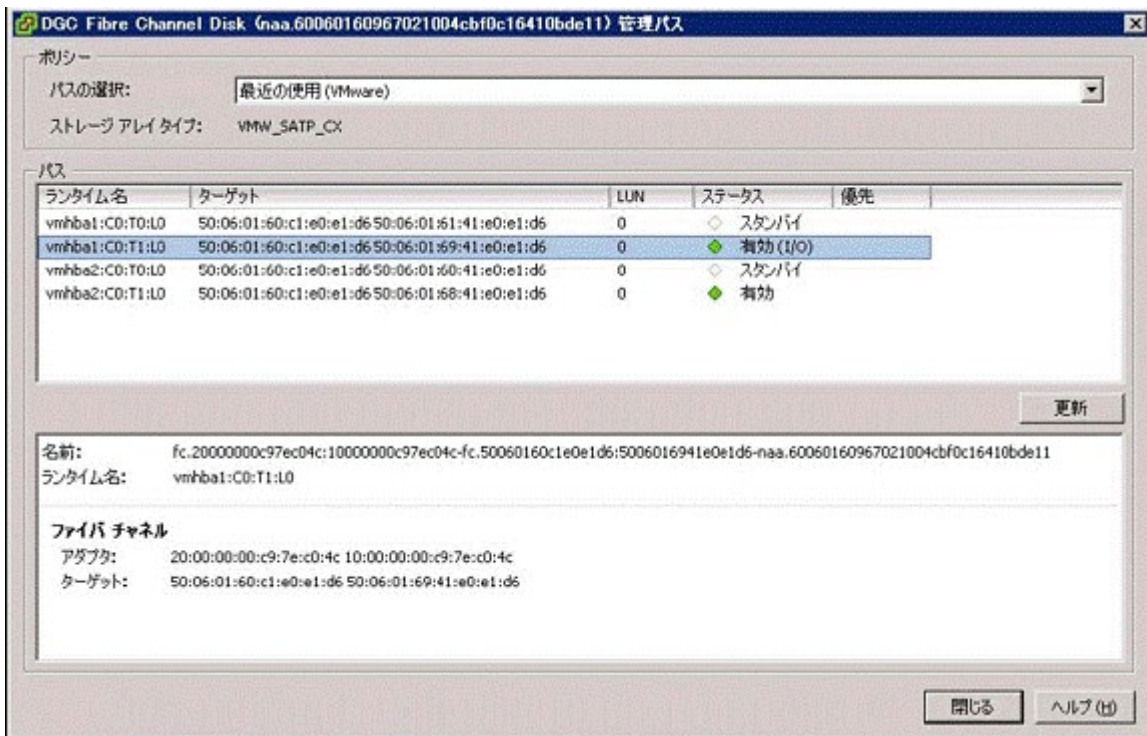 DGC Fibre Channel Disk (naa.60060160967021004cbf0c16410bde11) 管理パス
ポリシー
パスの選択: 最近の使用 (VMware)
ストレージ アレイ タイプ: VMW_SATP_CX
パス
ランタイム名 ターゲット LUN ステータス 優先
vmhba1:C0:T0:L0 50:06:01:60:c1:e0:e1:d6 50:06:01:61:41:e0:e1:d6 0 スタンバイ
vmhba1:C0:T1:L0 50:06:01:60:c1:e0:e1:d6 50:06:01:69:41:e0:e1:d6 0 有効 (I/O)
vmhba2:C0:T0:L0 50:06:01:60:c1:e0:e1:d6 50:06:01:60:41:e0:e1:d6 0 スタンバイ
vmhba2:C0:T1:L0 50:06:01:60:c1:e0:e1:d6 50:06:01:68:41:e0:e1:d6 0 有効
更新
名前: fc.20000000c97ec04c:10000000c97ec04c-fc.50060160c1e0e1d6:5006016941e0e1d6-naa.60060160967021004cbf0c16410bde11
ランタイム名: vmhba1:C0:T1:L0
ファイバ チャネル
アダプタ: 20:00:00:00:c9:7e:c0:4c 10:00:00:00:c9:7e:c0:4c
ターゲット: 50:06:01:60:c1:e0:e1:d6 50:06:01:69:41:e0:e1:d6
閉じる ヘルプ (H)